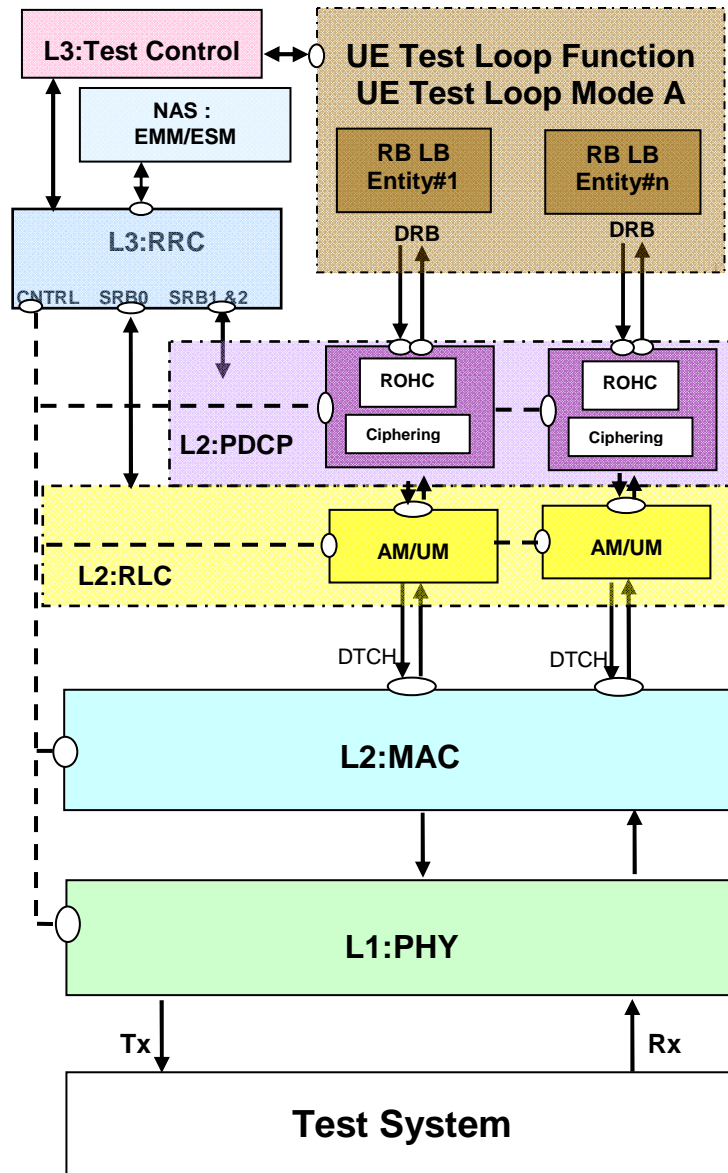 L3:Test Control
UE Test Loop Function
UE Test Loop Mode A
NAS :
EMM/ESM
RB LB
Entity#1
RB LB
Entity#n
DRB
DRB
L3:RRC
CNTRL SRB0 SRB1 &2
ROHC
Ciphering
ROHC
Ciphering
L2:PDCP
AM/UM
AM/UM
L2:RLC
DTCH
DTCH
L2:MAC
L1:PHY
Tx
Rx
Test System